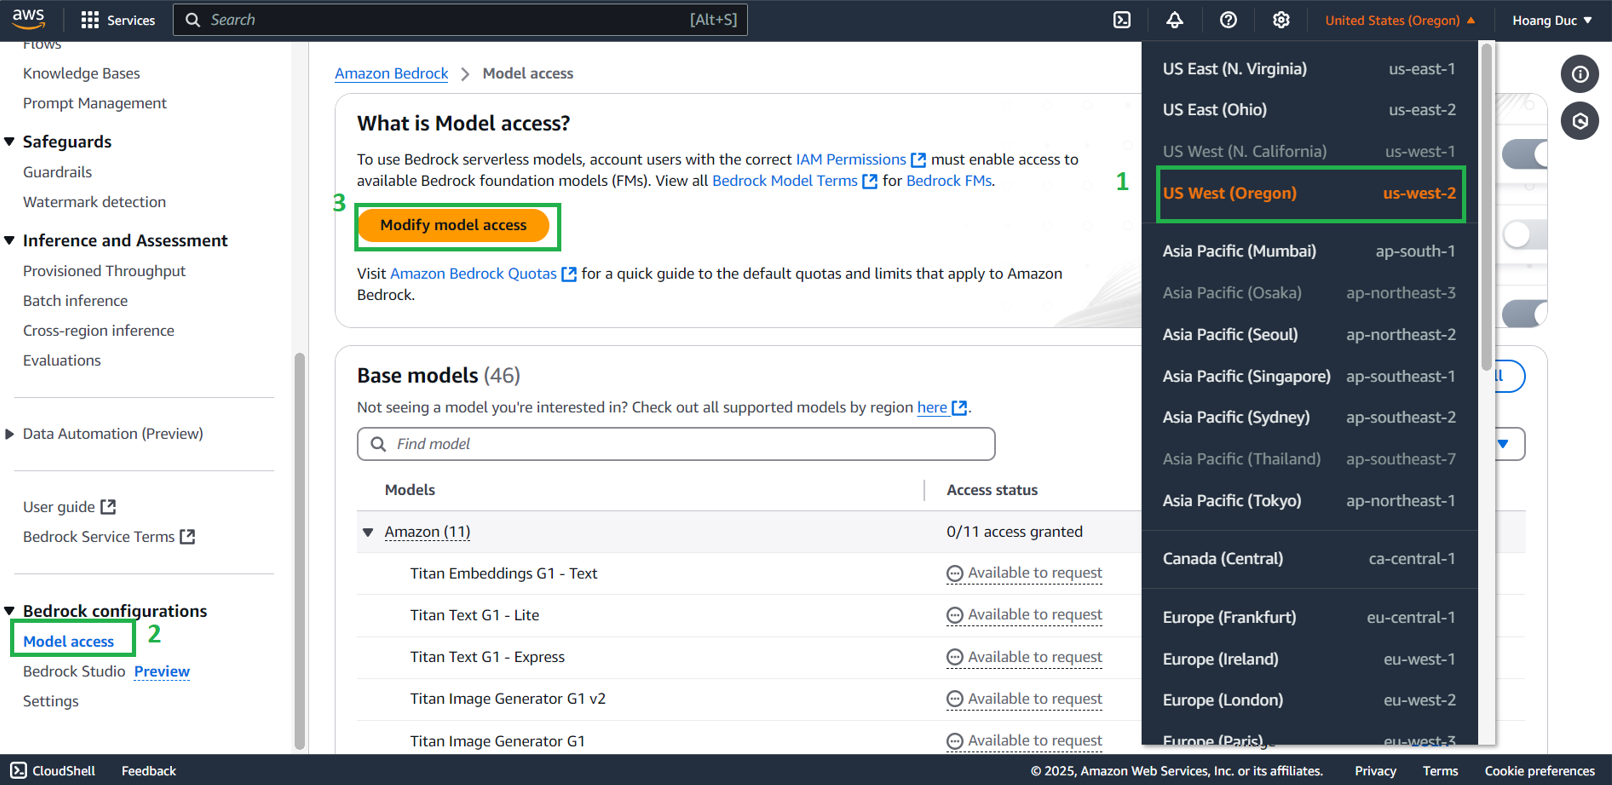 aws
Services
Search
[Alt+S]
United States (Oregon)
Hoang Duc
Flows
Knowledge Bases
Prompt Management
Safeguards
Guardrails
Watermark detection
Inference and Assessment
Provisioned Throughput
Batch inference
Cross-region inference
Evaluations
Data Automation (Preview)
User guide
Bedrock Service Terms
Bedrock configurations
Model access
2
Bedrock Studio Preview
Settings
Amazon Bedrock > Model access
What is Model access?
To use Bedrock serverless models, account users with the correct IAM Permissions must enable access to
available Bedrock foundation models (FMs). View all Bedrock Model Terms for Bedrock FMs.
3
Modify model access
Visit Amazon Bedrock Quotas for a quick guide to the default quotas and limits that apply to Amazon
Bedrock.
Base models (46)
Not seeing a model you're interested in? Check out all supported models by region here.
Find model
Models
Access status
Amazon (11)
0/11 access granted
Titan Embeddings G1 - Text
Available to request
Titan Text G1 - Lite
Available to request
Titan Text G1 - Express
Available to request
Titan Image Generator G1 v2
Available to request
Titan Image Generator G1
Available to request
US East (N. Virginia) us-east-1
US East (Ohio) us-east-2
US West (N. California) us-west-1
1
US West (Oregon) us-west-2
Asia Pacific (Mumbai) ap-south-1
Asia Pacific (Osaka) ap-northeast-3
Asia Pacific (Seoul) ap-northeast-2
Asia Pacific (Singapore) ap-southeast-1
Asia Pacific (Sydney) ap-southeast-2
Asia Pacific (Thailand) ap-southeast-7
Asia Pacific (Tokyo) ap-northeast-1
Canada (Central) ca-central-1
Europe (Frankfurt) eu-central-1
Europe (Ireland) eu-west-1
Europe (London) eu-west-2
Europe (Paris) eu-west-3
CloudShell
Feedback
© 2025, Amazon Web Services, Inc. or its affiliates.
Privacy
Terms
Cookie preferences